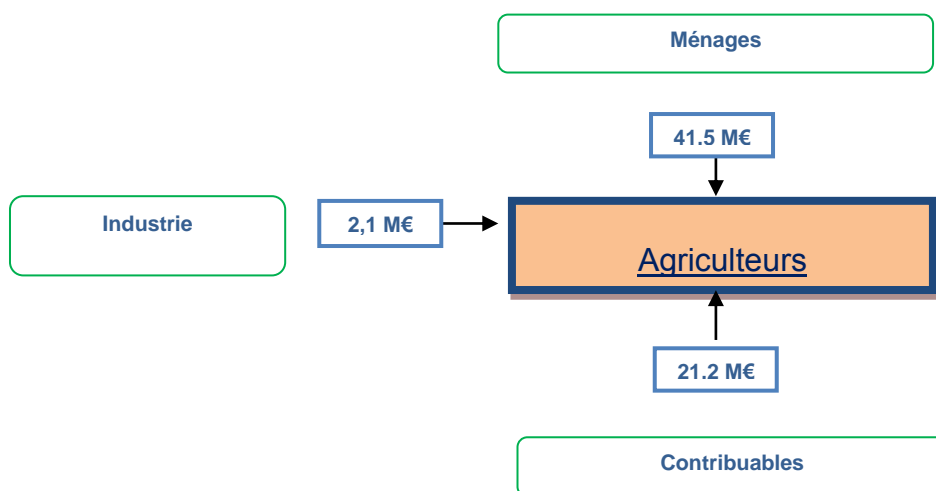 Ménages
41.5 M€
Industrie
2,1 M€
Agriculteurs
21.2 M€
Contribuables